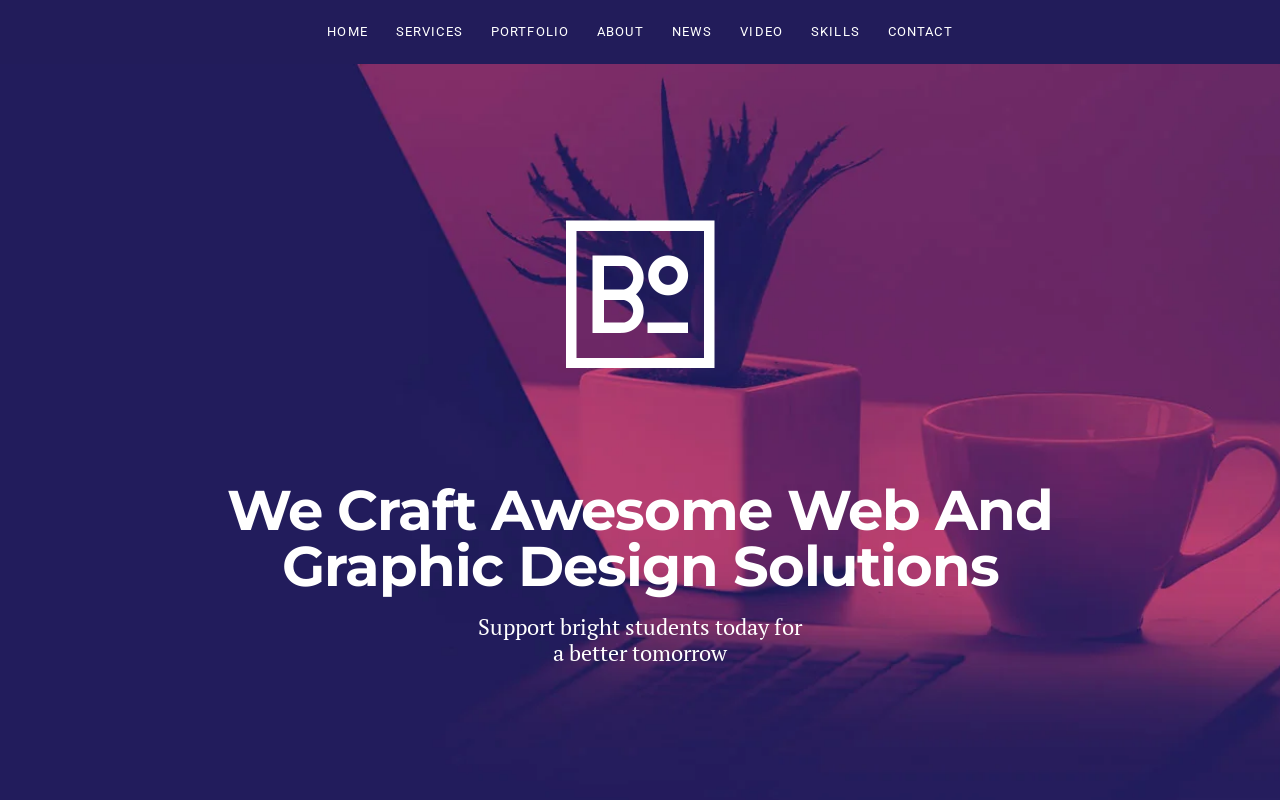 HOME SERVICES PORTFOLIO ABOUT NEWS VIDEO SKILLS CONTACT
Bo
We Craft Awesome Web And
Graphic Design Solutions
Support bright students today for
a better tomorrow